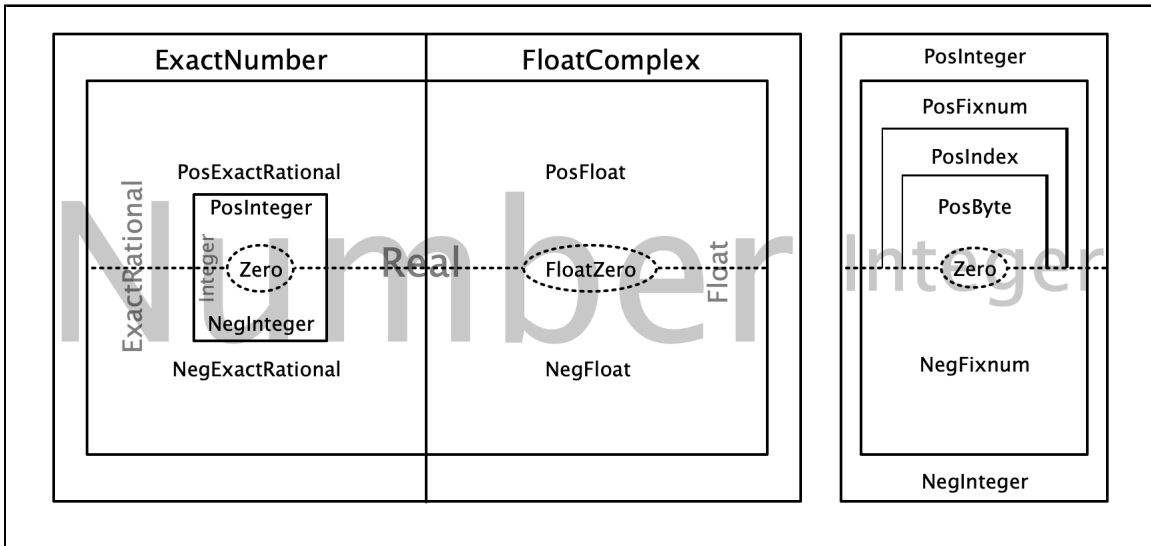 ExactNumber
FloatComplex
PosExactRational
PosFloat
PosInteger
ExactRational
Integer
Zero
Number
Real
FloatZero
Float
NegInteger
NegExactRational
NegFloat
PosInteger
PosFixnum
PosIndex
PosByte
Integer
Zero
NegFixnum
NegInteger